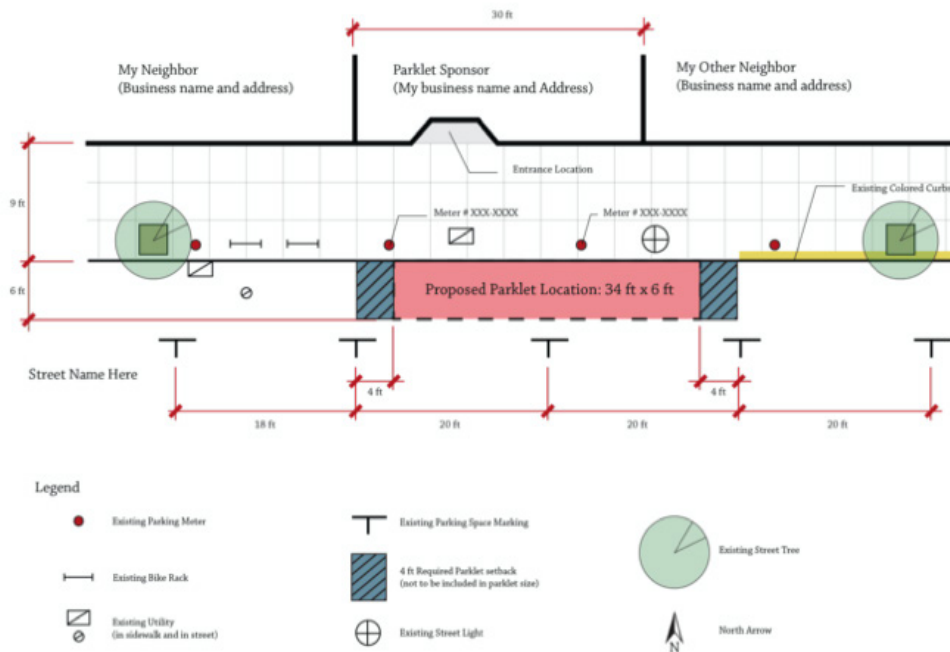 30 ft
My Neighbor
(Business name and address)
Parklet Sponsor
(My business name and Address)
My Other Neighbor
(Business name and address)
Entrance Location
Existing Colored Curbs
9 ft
Meter # XXX-XXXX
Meter # XXX-XXXX
6 ft
Proposed Parklet Location: 34 ft x 6 ft
Street Name Here
4 ft
4 ft
18 ft
20 ft
20 ft
20 ft
Legend
Existing Parking Meter
Existing Parking Space Marking
Existing Street Tree
Existing Bike Rack
4 ft Required Parklet setback
(not to be included in parklet size)
Existing Utility
(in sidewalk and in street)
Existing Street Light
North Arrow
N